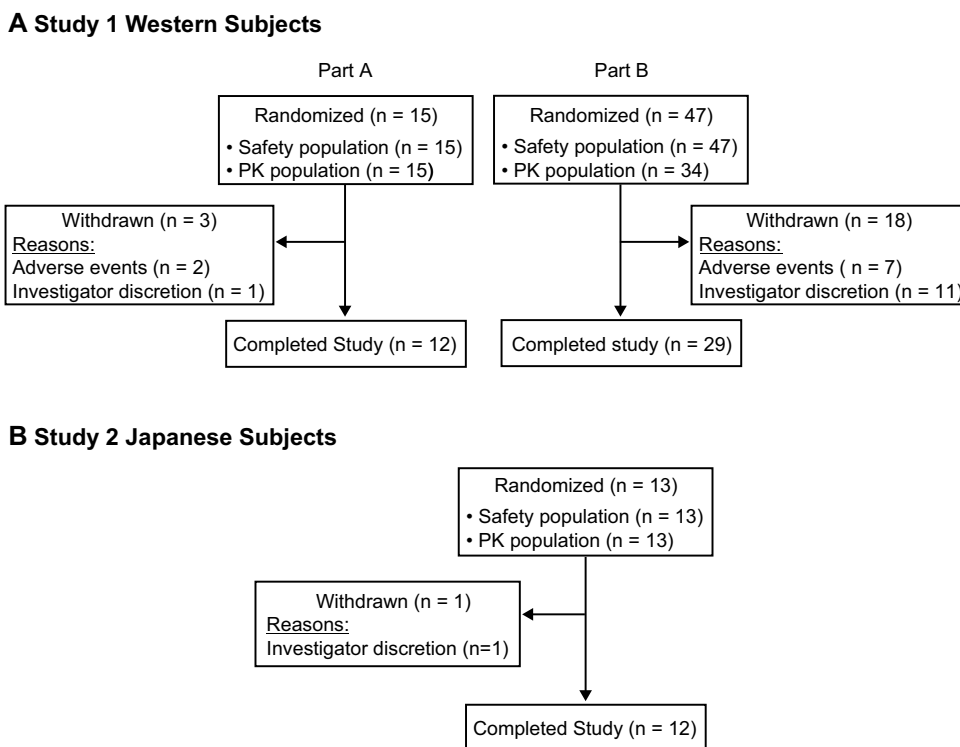 A Study 1 Western Subjects
Part A
Randomized (n = 15)
• Safety population (n = 15)
• PK population (n = 15)
Withdrawn (n = 3)
Reasons:
Adverse events (n = 2)
Investigator discretion (n = 1)
Completed Study (n = 12)
Part B
Randomized (n = 47)
• Safety population (n = 47)
• PK population (n = 34)
Withdrawn (n = 18)
Reasons:
Adverse events ( n = 7)
Investigator discretion (n = 11)
Completed study (n = 29)
B Study 2 Japanese Subjects
Randomized (n = 13)
• Safety population (n = 13)
• PK population (n = 13)
Withdrawn (n = 1)
Reasons:
Investigator discretion (n=1)
Completed Study (n = 12)